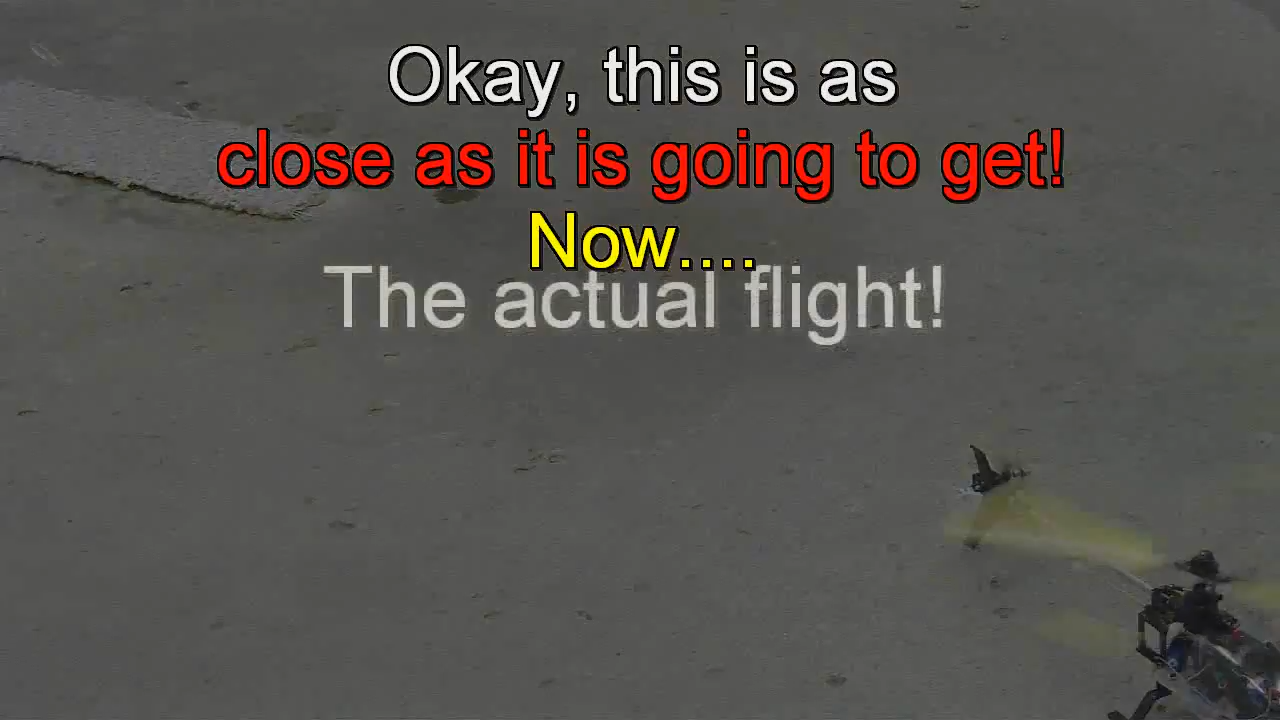 Okay, this is as
close as it is going to get!
Now....
The actual flight!